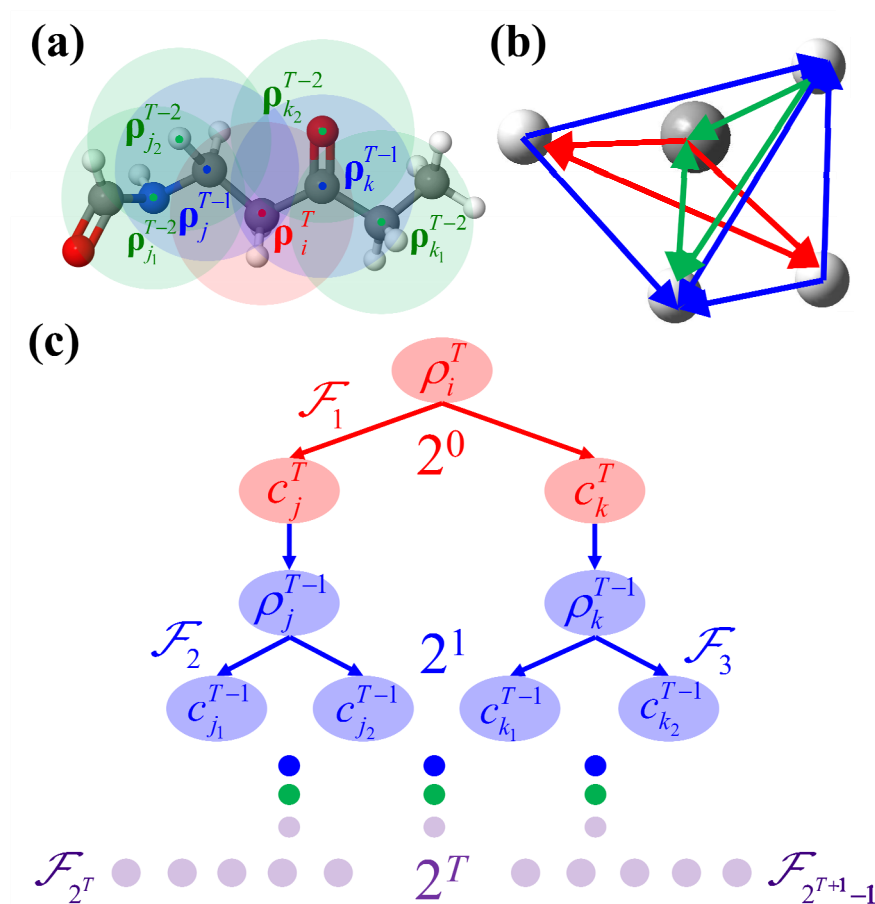 (a)
(b)
ρ_{k_2}^{T-2}
ρ_{j_2}^{T-2}
ρ_k^{T-1}
ρ_j^{T-1}
ρ_i^T
ρ_{j_1}^{T-2}
ρ_{k_1}^{T-2}
(c)
ρ_i^T
ℱ_1
2^0
c_j^T
c_k^T
ρ_j^{T-1}
ρ_k^{T-1}
ℱ_2
2^1
ℱ_3
c_{j_1}^{T-1}
c_{j_2}^{T-1}
c_{k_1}^{T-1}
c_{k_2}^{T-1}
ℱ_{2^T}
2^T
ℱ_{2^{T+1}-1}